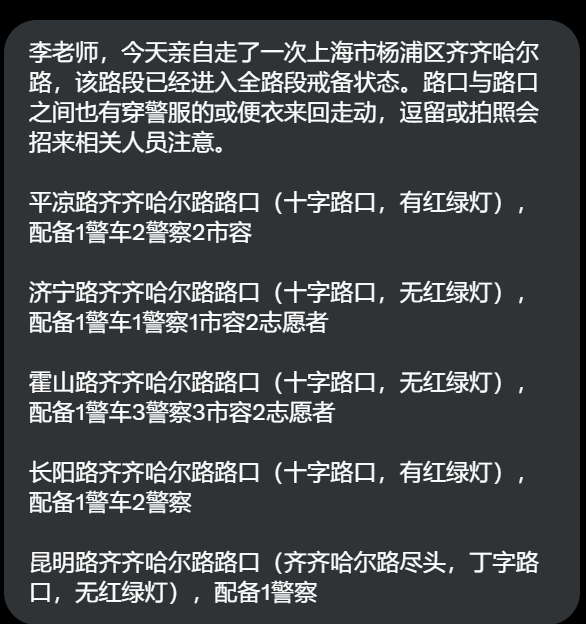 李老师，今天亲自走了一次上海市杨浦区齐齐哈尔
路，该路段已经进入全路段戒备状态。路口与路口
之间也有穿警服的或便衣来回走动，逗留或拍照会
招来相关人员注意。
平凉路齐齐哈尔路路口（十字路口，有红绿灯），
配备1警车2警察2市容
济宁路齐齐哈尔路路口（十字路口，无红绿灯），
配备1警车1警察1市容2志愿者
霍山路齐齐哈尔路路口（十字路口，无红绿灯），
配备1警车3警察3市容2志愿者
长阳路齐齐哈尔路路口（十字路口，有红绿灯），
配备1警车2警察
昆明路齐齐哈尔路路口（齐齐哈尔路尽头，丁字路
口，无红绿灯），配备1警察